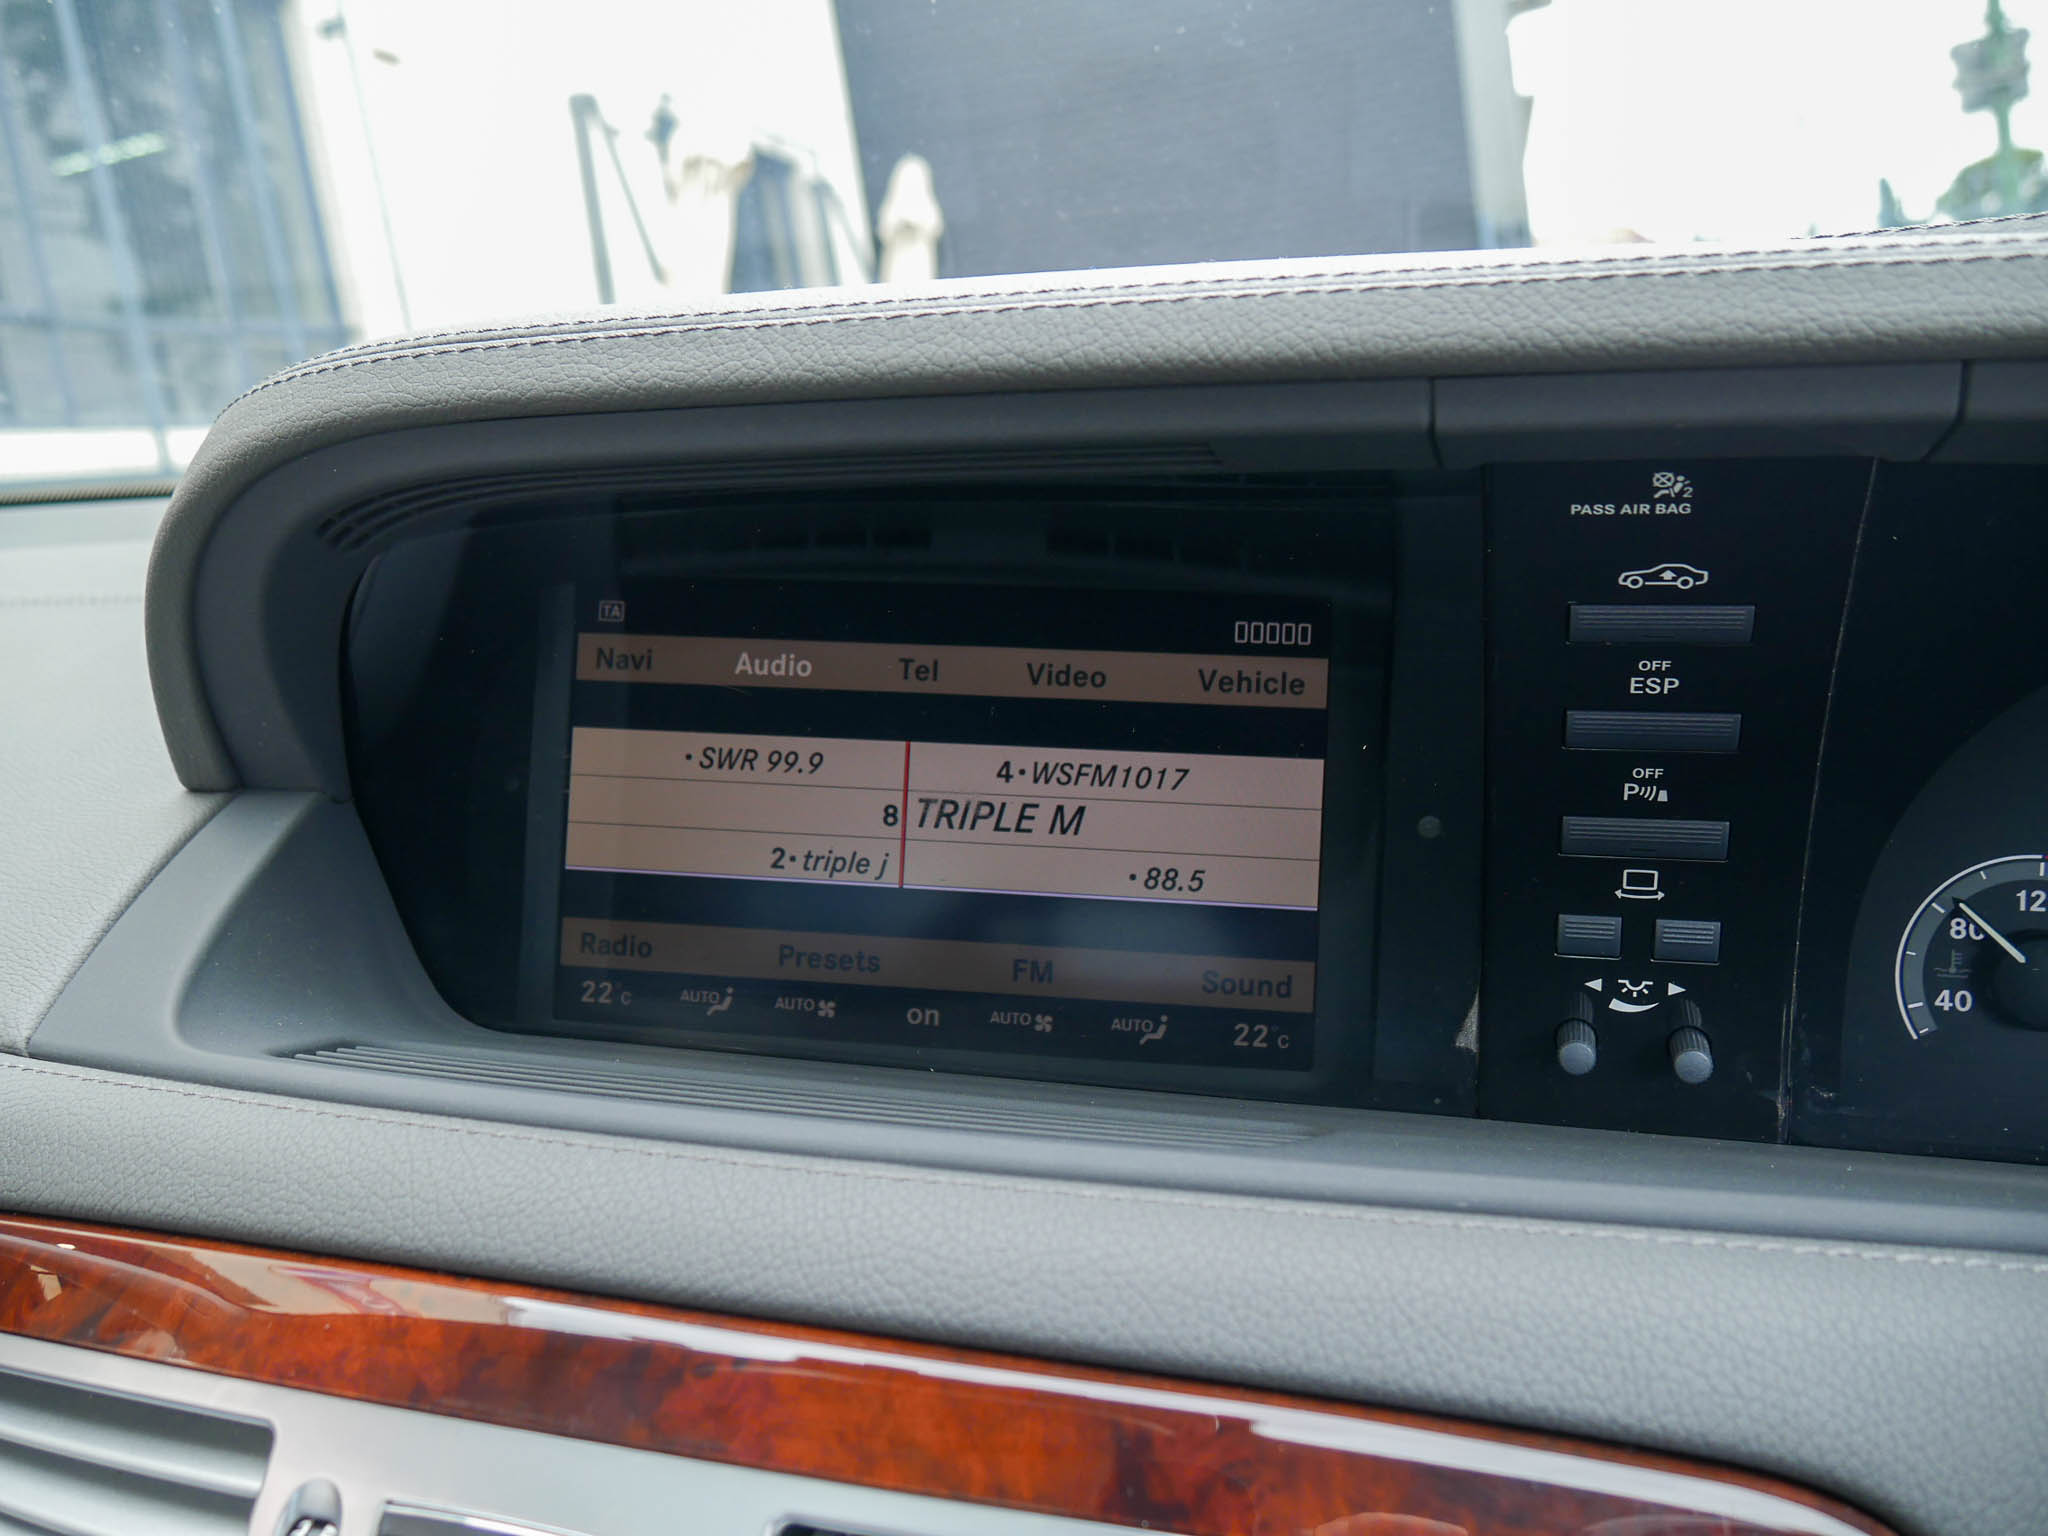 2
PASS AIR BAG
TA
Navi Audio Tel Video Vehicle
OFF
ESP
•SWR 99.9 4•WSFM1017
8 TRIPLE M
2•triple j •88.5
OFF
P
Radio Presets FM Sound
22°C AUTO AUTO on AUTO AUTO 22°C
12
80
40